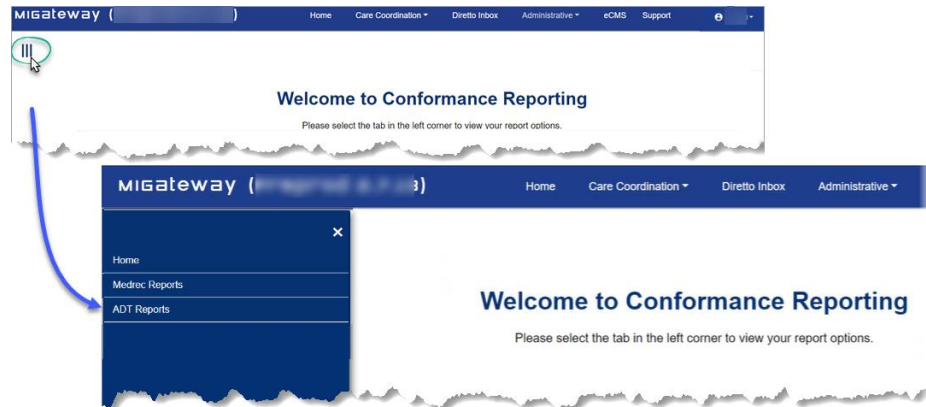 MIGateway ( )
Home Care Coordination Diretto Inbox Administrative eCMS Support
Welcome to Conformance Reporting
Please select the tab in the left corner to view your report options.
MIGateway ( )
Home Care Coordination Diretto Inbox Administrative
×
Home
Medrec Reports
ADT Reports
Welcome to Conformance Reporting
Please select the tab in the left corner to view your report options.